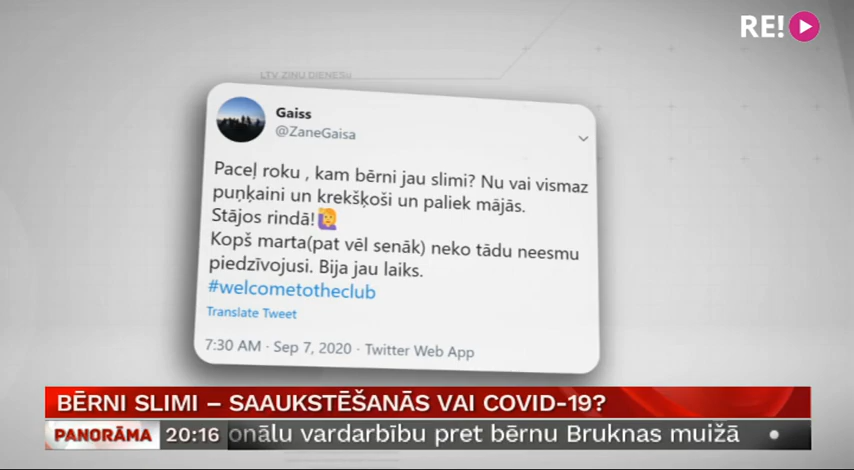 RE!
LTV ZIŅU DIENESTS
Gaiss
@ZaneGaisa
Paceļ roku , kam bērni jau slimi? Nu vai vismaz
puņķaini un krekšķoši un paliek mājās.
Stājos rindā!🙋‍♀️
Kopš marta(pat vēl senāk) neko tādu neesmu
piedzīvojusi. Bija jau laiks.
#welcometotheclub
Translate Tweet
7:30 AM · Sep 7, 2020 · Twitter Web App
BĒRNI SLIMI – SAAUKSTĒŠANĀS VAI COVID-19?
PANORĀMA 20:16 onālu vardarbību pret bērnu Bruknas muižā